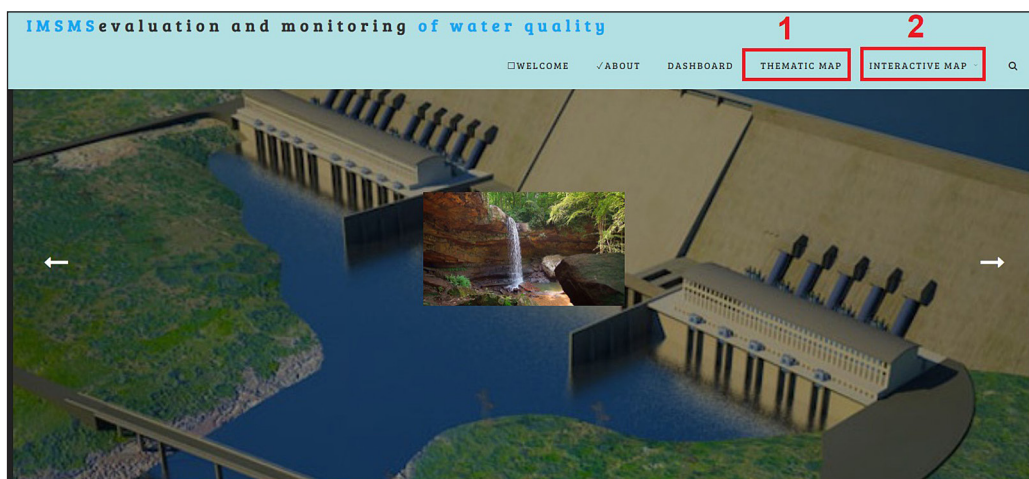 IMSMSevaluation and monitoring of water quality
1 2
☐WELCOME √ABOUT DASHBOARD THEMATIC MAP INTERACTIVE MAP